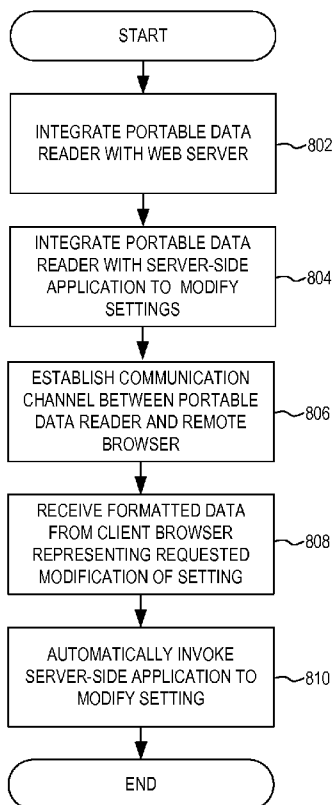 START
INTEGRATE PORTABLE DATA
READER WITH WEB SERVER
802
INTEGRATE PORTABLE DATA
READER WITH SERVER-SIDE
APPLICATION TO MODIFY
SETTINGS
804
ESTABLISH COMMUNICATION
CHANNEL BETWEEN PORTABLE
DATA READER AND REMOTE
BROWSER
806
RECEIVE FORMATTED DATA
FROM CLIENT BROWSER
REPRESENTING REQUESTED
MODIFICATION OF SETTING
808
AUTOMATICALLY INVOKE
SERVER-SIDE APPLICATION TO
MODIFY SETTING
810
END